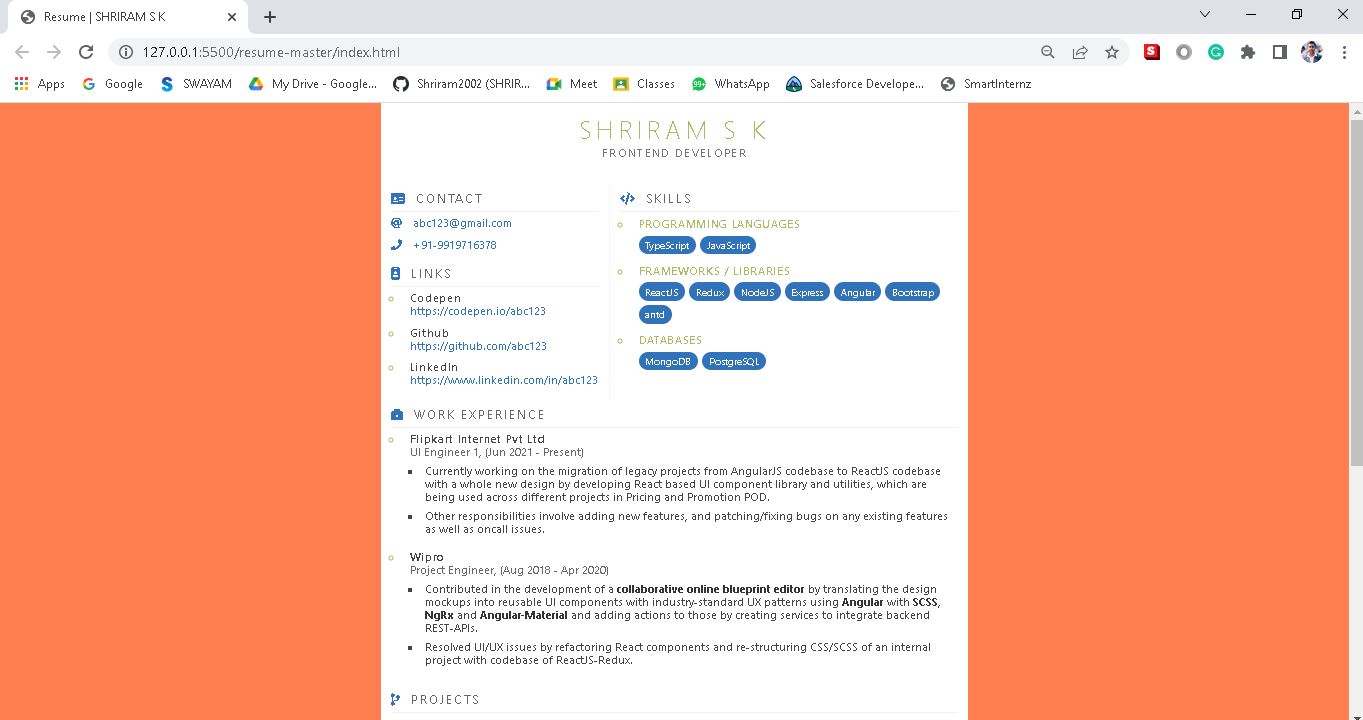 Resume | SHRIRAM S K
127.0.0.1:5500/resume-master/index.html
Apps Google SWAYAM My Drive - Google... Shriram2002 (SHRIR... Meet Classes 99+ WhatsApp Salesforce Develope... SmartInternz
SHRIRAM S K
FRONTEND DEVELOPER
CONTACT
abc123@gmail.com
+91-9919716378
LINKS
Codepen
https://codepen.io/abc123
Github
https://github.com/abc123
LinkedIn
https://www.linkedin.com/in/abc123
SKILLS
PROGRAMMING LANGUAGES
TypeScript JavaScript
FRAMEWORKS / LIBRARIES
ReactJS Redux NodeJS Express Angular Bootstrap
antd
DATABASES
MongoDB PostgreSQL
WORK EXPERIENCE
Flipkart Internet Pvt Ltd
UI Engineer 1, (Jun 2021 - Present)
Currently working on the migration of legacy projects from AngularJS codebase to ReactJS codebase
with a whole new design by developing React based UI component library and utilities, which are
being used across different projects in Pricing and Promotion POD.
Other responsibilities involve adding new features, and patching/fixing bugs on any existing features
as well as oncall issues.
Wipro
Project Engineer, (Aug 2018 - Apr 2020)
Contributed in the development of a collaborative online blueprint editor by translating the design
mockups into reusable UI components with industry-standard UX patterns using Angular with SCSS,
NgRx and Angular-Material and adding actions to those by creating services to integrate backend
REST-APIs.
Resolved UI/UX issues by refactoring React components and re-structuring CSS/SCSS of an internal
project with codebase of ReactJS-Redux.
PROJECTS